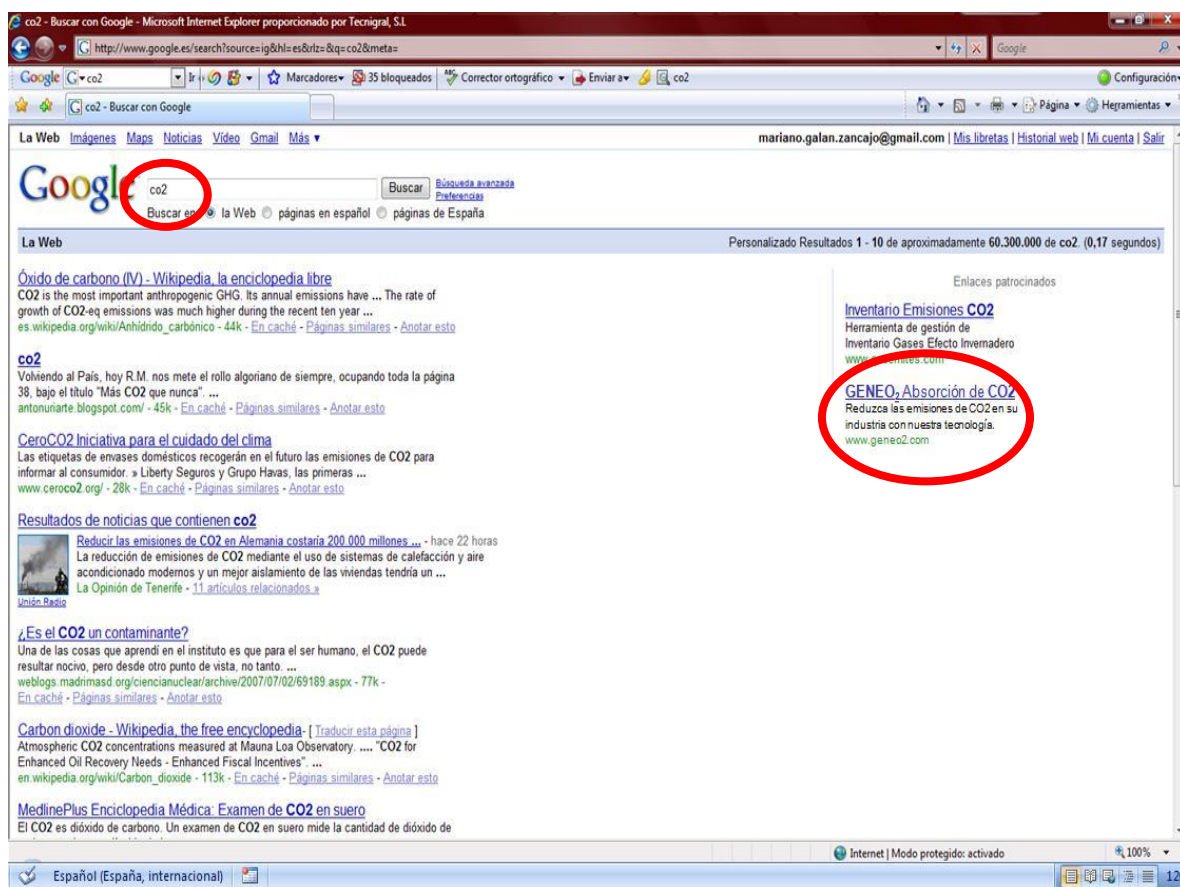 co2 - Buscar con Google - Microsoft Internet Explorer proporcionado por Tecnigral, S.L
http://www.google.es/search?source=ig&hl=es&rlz=&q=co2&meta=
Google
Google co2 Ir Marcadores 35 bloqueados Corrector ortográfico Enviar a co2 Configuración
co2 - Buscar con Google Página Herramientas
La Web Imágenes Maps Noticias Vídeo Gmail Más ▼ mariano.galan.zancajo@gmail.com | Mis libretas | Historial web | Mi cuenta | Salir
Google co2 Buscar Búsqueda avanzada
Preferencias
Buscar en: la Web páginas en español páginas de España
La Web Personalizado Resultados 1 - 10 de aproximadamente 60.300.000 de co2. (0,17 segundos)
Óxido de carbono (IV) - Wikipedia, la enciclopedia libre
CO2 is the most important anthropogenic GHG. Its annual emissions have ... The rate of
growth of CO2-eq emissions was much higher during the recent ten year ...
es.wikipedia.org/wiki/Anhídrido_carbónico - 44k - En caché - Páginas similares - Anotar esto
co2
Volviendo al País, hoy R.M. nos mete el rollo algoriano de siempre, ocupando toda la página
38, bajo el título "Más CO2 que nunca". ...
antonuriarte.blogspot.com/ - 45k - En caché - Páginas similares - Anotar esto
CeroCO2 Iniciativa para el cuidado del clima
Las etiquetas de envases domésticos recogerán en el futuro las emisiones de CO2 para
informar al consumidor. » Liberty Seguros y Grupo Havas, las primeras ...
www.ceroco2.org/ - 28k - En caché - Páginas similares - Anotar esto
Resultados de noticias que contienen co2
Reducir las emisiones de CO2 en Alemania costaría 200.000 millones ... - hace 22 horas
La reducción de emisiones de CO2 mediante el uso de sistemas de calefacción y aire
acondicionado modernos y un mejor aislamiento de las viviendas tendría un ...
La Opinión de Tenerife - 11 artículos relacionados »
Unión Radio
¿Es el CO2 un contaminante?
Una de las cosas que aprendí en el instituto es que para el ser humano, el CO2 puede
resultar nocivo, pero desde otro punto de vista, no tanto. ...
weblogs.madrimasd.org/ciencianuclear/archive/2007/07/02/69189.aspx - 77k -
En caché - Páginas similares - Anotar esto
Carbon dioxide - Wikipedia, the free encyclopedia- [ Traducir esta página ]
Atmospheric CO2 concentrations measured at Mauna Loa Observatory. .... "CO2 for
Enhanced Oil Recovery Needs - Enhanced Fiscal Incentives". ...
en.wikipedia.org/wiki/Carbon_dioxide - 113k - En caché - Páginas similares - Anotar esto
MedlinePlus Enciclopedia Médica: Examen de CO2 en suero
El CO2 es dióxido de carbono. Un examen de CO2 en suero mide la cantidad de dióxido de
Enlaces patrocinados
Inventario Emisiones CO2
Herramienta de gestión de
Inventario Gases Efecto Invernadero
GENEO₂ Absorción de CO2
Reduzca las emisiones de CO2 en su
industria con nuestra tecnología.
www.geneo2.com
Internet | Modo protegido: activado 100%
Español (España, internacional)